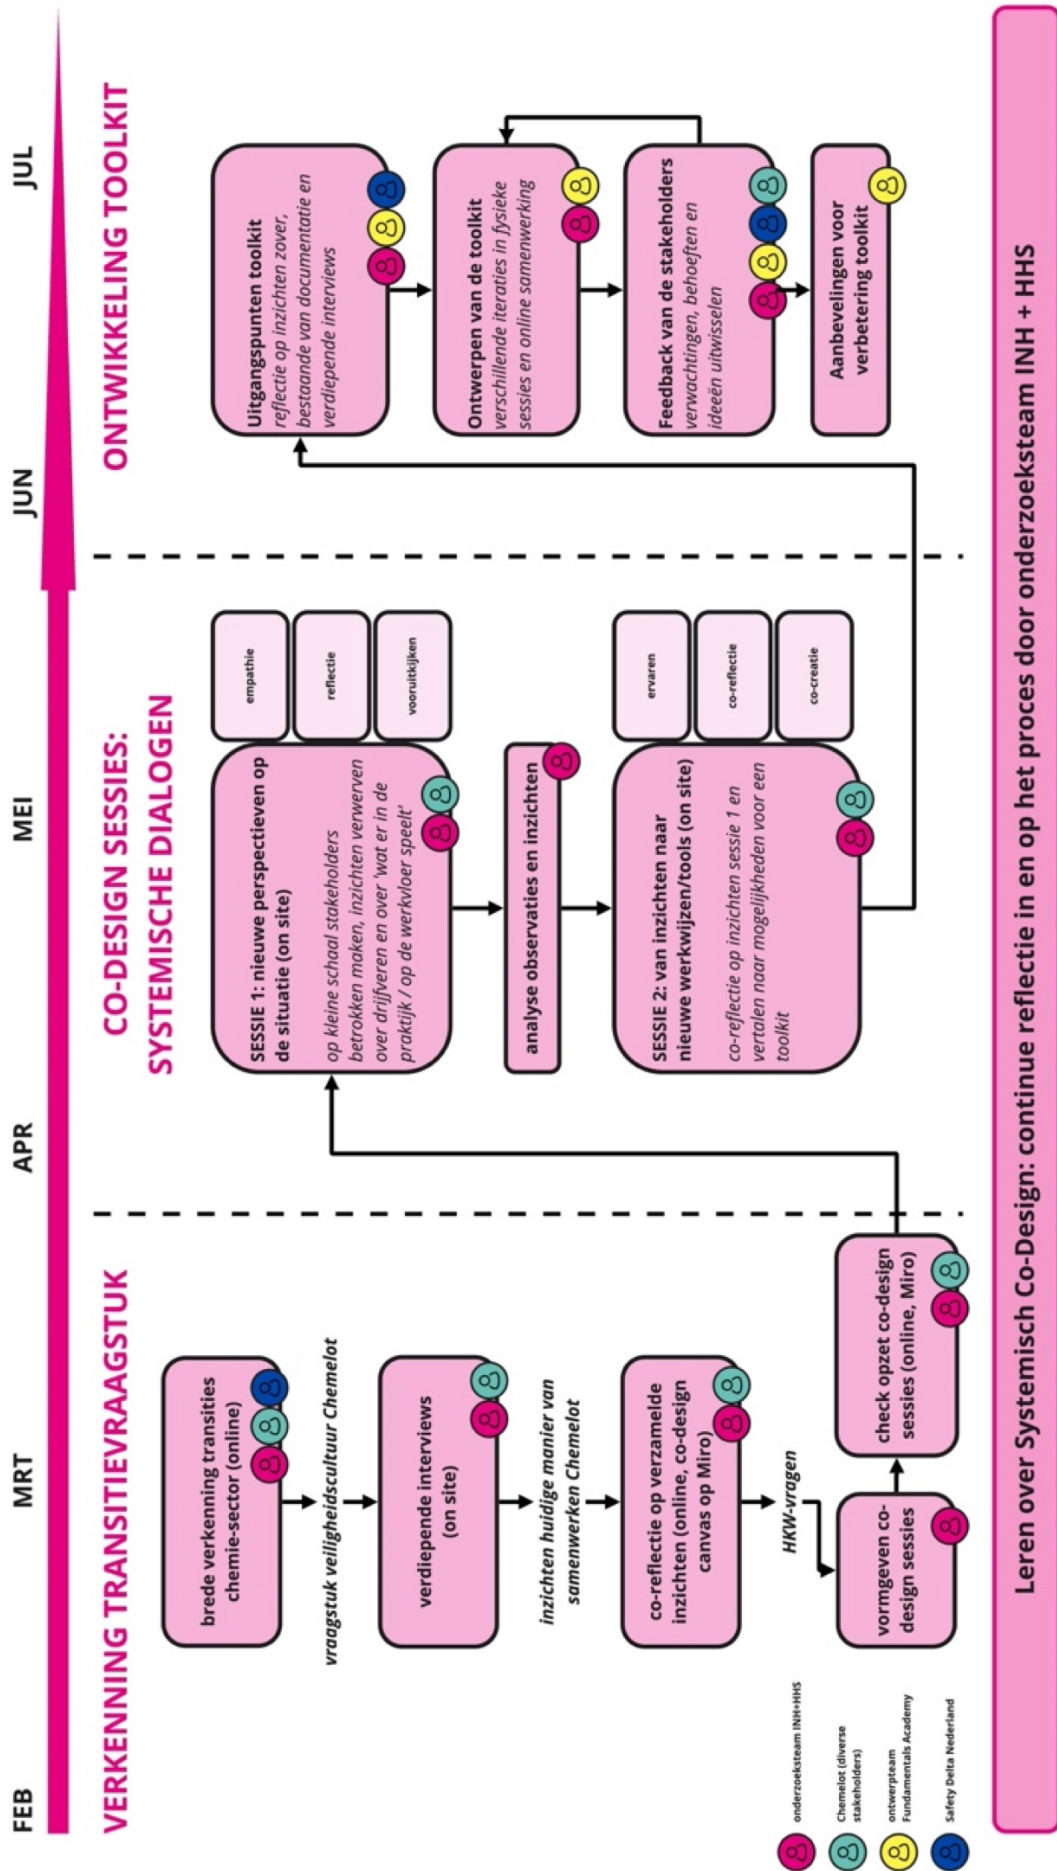 FEB
MRT
APR
MEI
JUN
JUL
VERKENNING TRANSITIEVRAAGSTUK
brede verkenning transities
chemie-sector (online)
vraagstuk veiligheidscultuur Chemelot
verdiepende interviews
(on site)
inzichten huidige manier van
samenwerken Chemelot
co-reflectie op verzamelde
inzichten (online, co-design
canvas op Miro)
HKW-vragen
vormgeven co-
design sessies
check opzet co-design
sessies (online, Miro)
CO-DESIGN SESSIES:
SYSTEMISCHE DIALOGEN
SESSIE 1: nieuwe perspectieven op
de situatie (on site)
op kleine schaal stakeholders
betrokken maken, inzichten verwerven
over drijfveren en over 'wat er in de
praktijk / op de werkvloer speelt'
empathie
reflectie
vooruitkijken
analyse observaties en inzichten
SESSIE 2: van inzichten naar
nieuwe werkwijzen/tools (on site)
co-reflectie op inzichten sessie 1 en
vertalen naar mogelijkheden voor een
toolkit
ervaren
co-reflectie
co-creatie
ONTWIKKELING TOOLKIT
Uitgangspunten toolkit
reflectie op inzichten zover,
bestaande van documentatie en
verdiepende interviews
Ontwerpen van de toolkit
verschillende iteraties in fysieke
sessies en online samenwerking
Feedback van de stakeholders
verwachtingen, behoeften en
ideeën uitwisselen
Aanbevelingen voor
verbetering toolkit
onderzoeksteam INH+HHS
Chemelot (diverse
stakeholders)
ontwerpteam
Fundamentals Academy
Safety Delta Nederland
Leren over Systemisch Co-Design: continue reflectie in en op het proces door onderzoeksteam INH + HHS